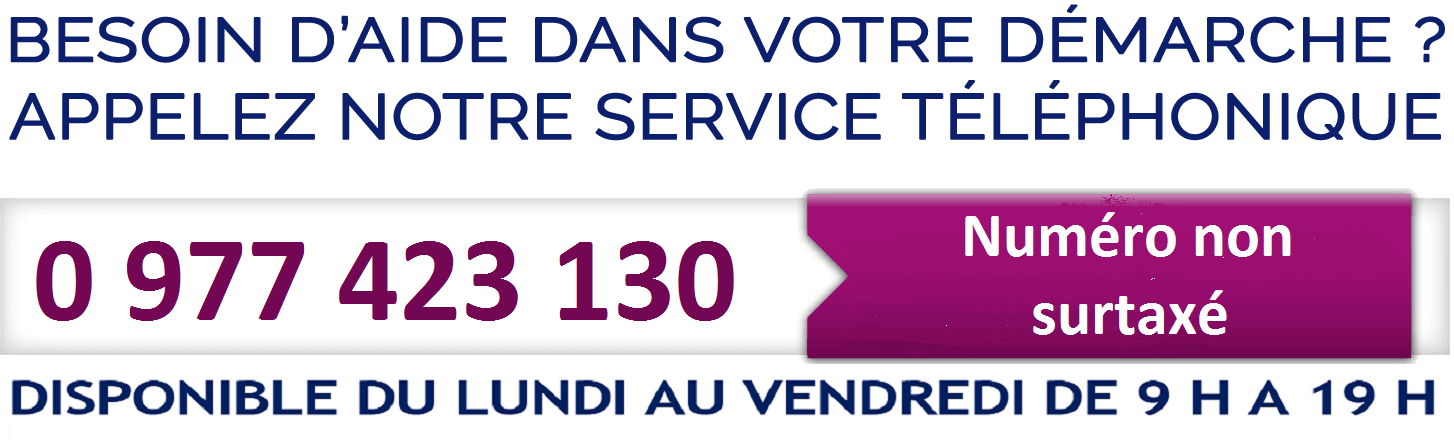 BESOIN D'AIDE DANS VOTRE DÉMARCHE ?
APPELEZ NOTRE SERVICE TÉLÉPHONIQUE
0 977 423 130
Numéro non
surtaxé
DISPONIBLE DU LUNDI AU VENDREDI DE 9 H A 19 H